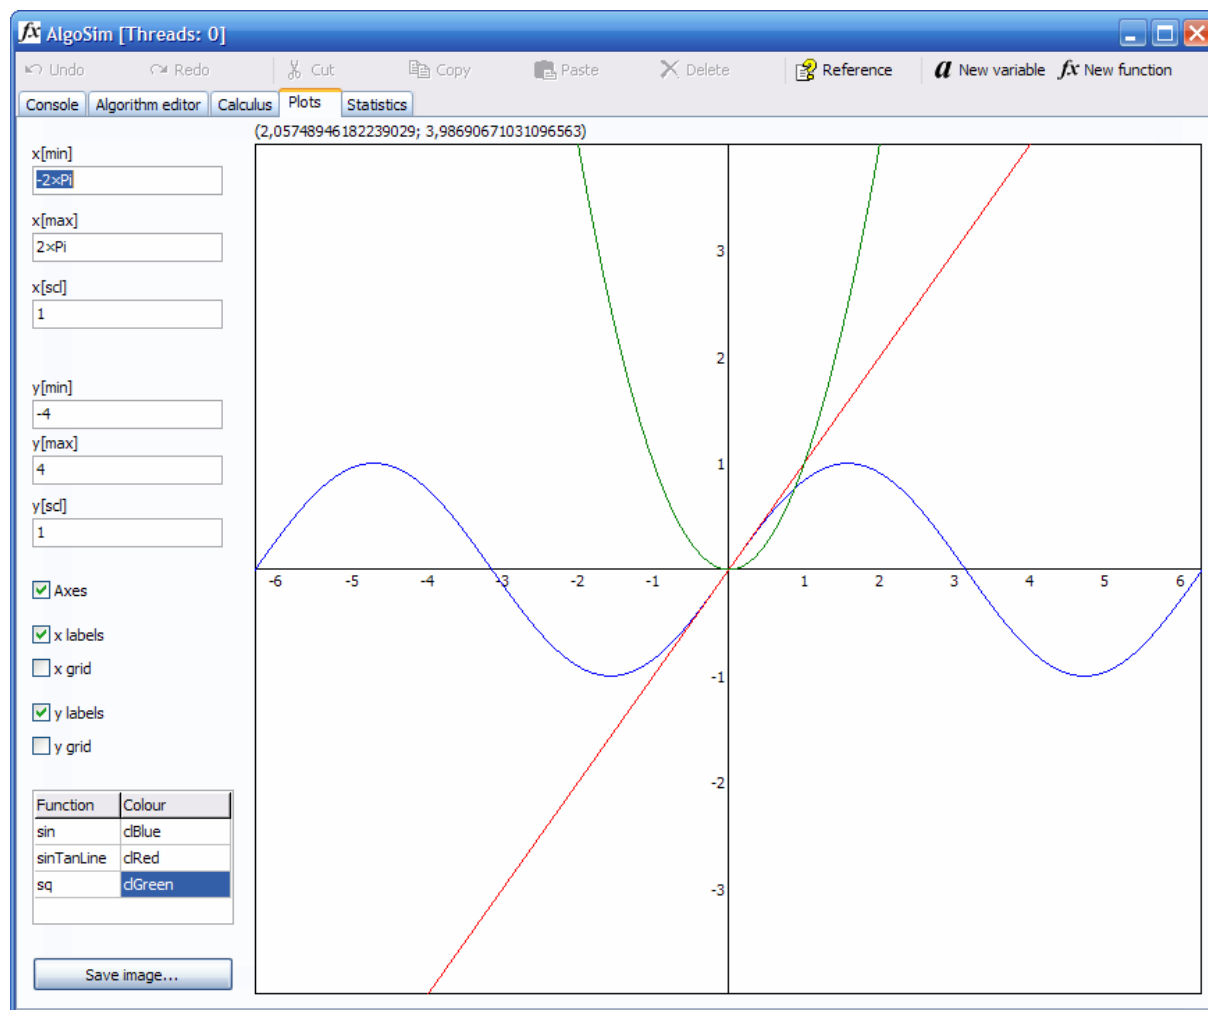 fx AlgoSim [Threads: 0]
Undo Redo Cut Copy Paste Delete Reference a New variable fx New function
Console Algorithm editor Calculus Plots Statistics
(2,05748946182239029; 3,98690671031096563)
x[min]
-2×Pi
x[max]
2×Pi
x[scl]
1
y[min]
-4
y[max]
4
y[scl]
1
Axes
x labels
x grid
y labels
y grid
Function Colour
sin clBlue
sinTanLine clRed
sq clGreen
Save image...
3
2
1
-6 -5 -4 -3 -2 -1 1 2 3 4 5 6
-1
-2
-3